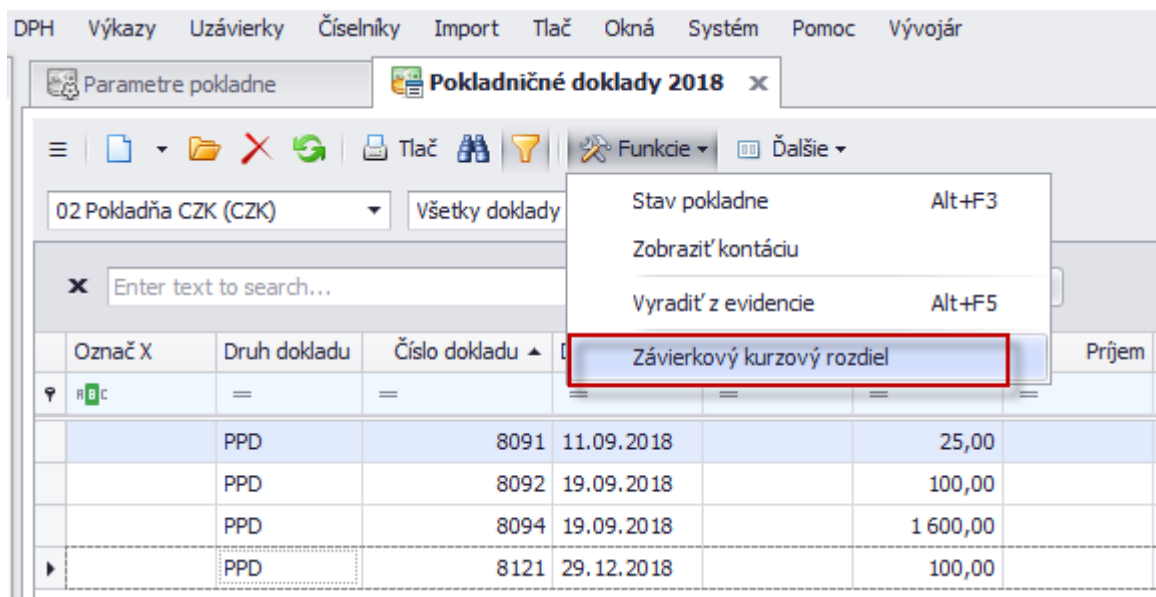 DPH Výkazy Uzávierky Číselníky Import Tlač Okná Systém Pomoc Vývojár
Parametre pokladne Pokladničné doklady 2018 x
Tlač Funkcie Ďalšie
02 Pokladňa CZK (CZK) Všetky doklady
Stav pokladne Alt+F3
Zobraziť kontáciu
Enter text to search...
Vyradiť z evidencie Alt+F5
Označ X Druh dokladu Číslo dokladu Závierkový kurzový rozdiel Príjem
ABC = = = = = =
PPD 8091 11.09.2018 25,00
PPD 8092 19.09.2018 100,00
PPD 8094 19.09.2018 1 600,00
PPD 8121 29.12.2018 100,00